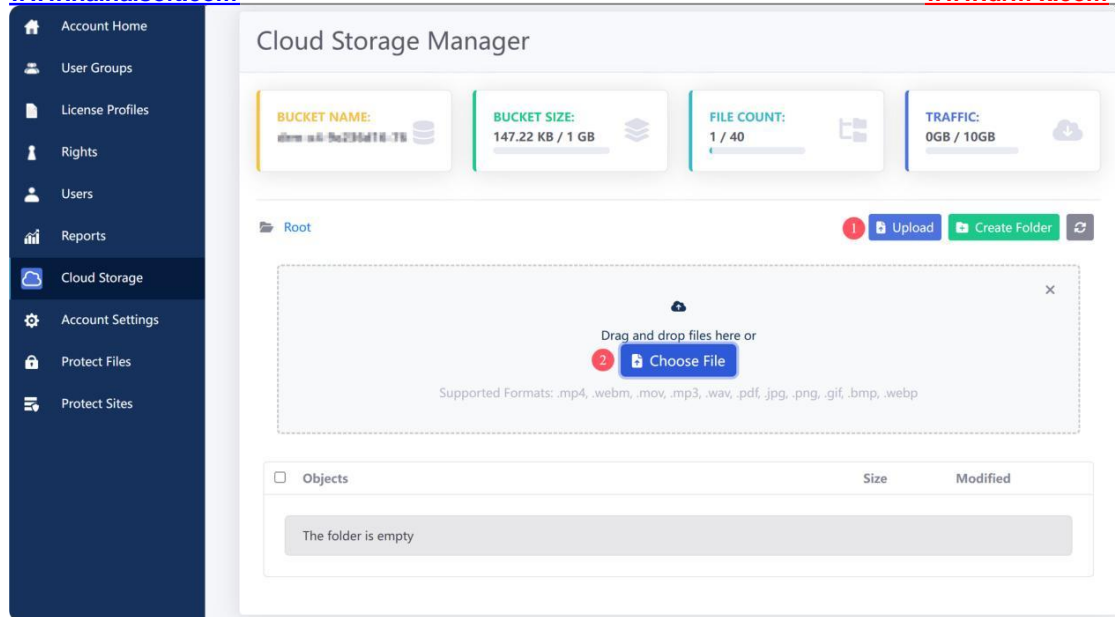 Account Home
User Groups
License Profiles
Rights
Users
Reports
Cloud Storage
Account Settings
Protect Files
Protect Sites
Cloud Storage Manager
BUCKET NAME:
BUCKET SIZE:
147.22 KB / 1 GB
FILE COUNT:
1 / 40
TRAFFIC:
0GB / 10GB
Root
1 Upload Create Folder
Drag and drop files here or
2 Choose File
Supported Formats: .mp4, .webm, .mov, .mp3, .wav, .pdf, .jpg, .png, .gif, .bmp, .webp
Objects Size Modified
The folder is empty